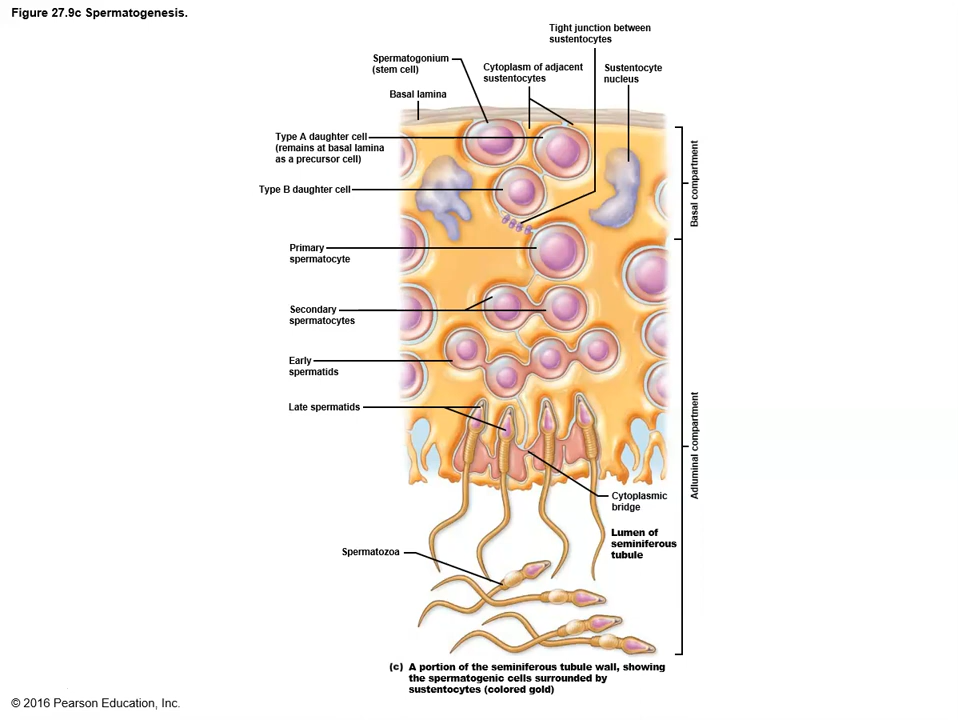 Figure 27.9c Spermatogenesis.
Tight junction between
sustentocytes
Spermatogonium
(stem cell)
Cytoplasm of adjacent
sustentocytes
Sustentocyte
nucleus
Basal lamina
Type A daughter cell
(remains at basal lamina
as a precursor cell)
Type B daughter cell
Basal compartment
Primary
spermatocyte
Secondary
spermatocytes
Early
spermatids
Late spermatids
Adluminal compartment
Cytoplasmic
bridge
Lumen of
seminiferous
tubule
Spermatozoa
(c) A portion of the seminiferous tubule wall, showing
the spermatogenic cells surrounded by
sustentocytes (colored gold)
© 2016 Pearson Education, Inc.